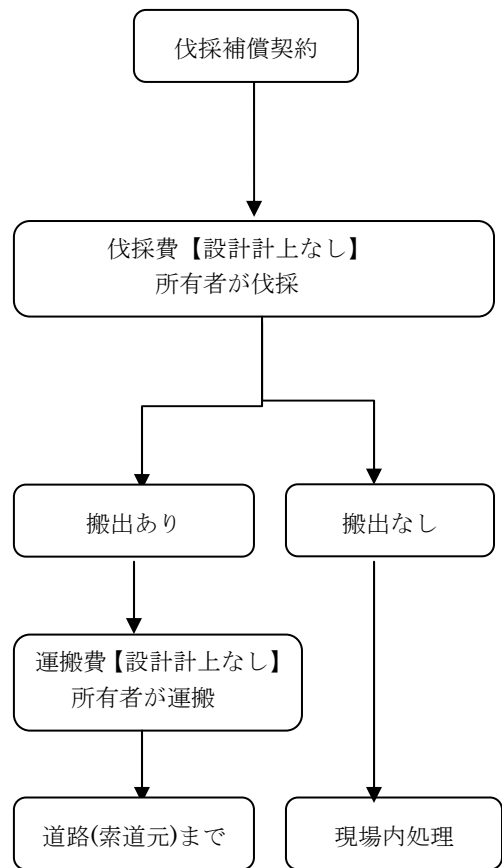 伐採補償契約
伐採費【設計計上なし】
所有者が伐採
搬出あり
搬出なし
運搬費【設計計上なし】
所有者が運搬
道路(索道元)まで
現場内処理